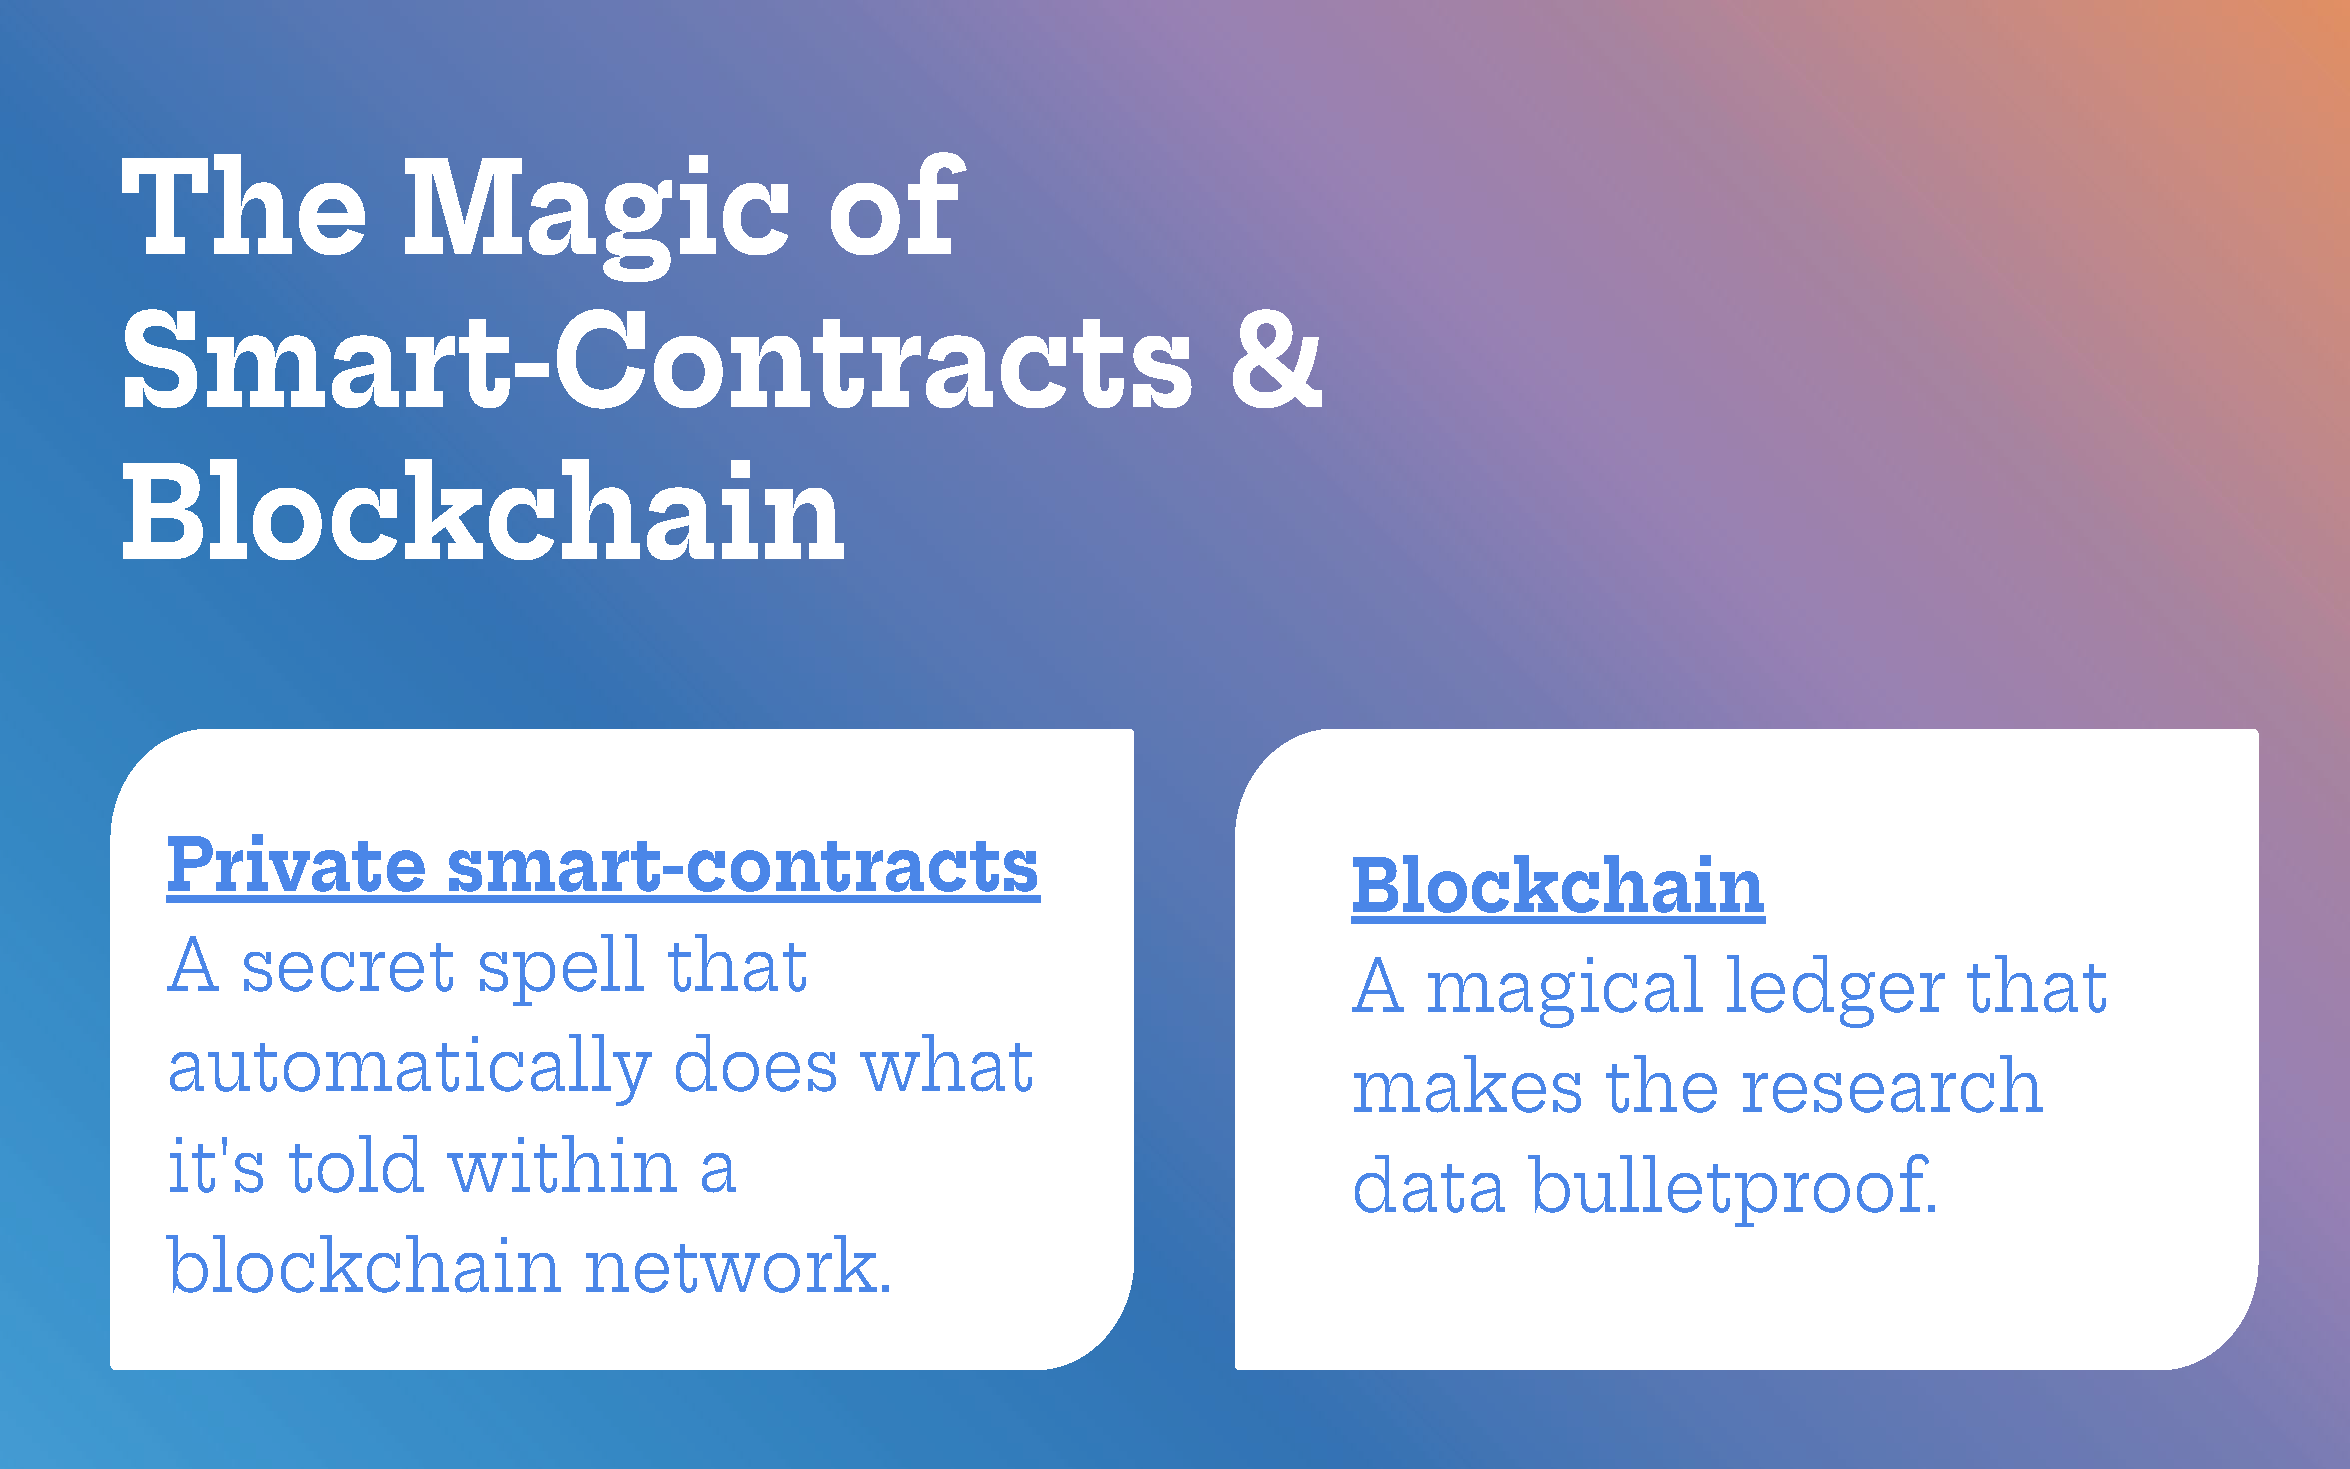 The Magic of
Smart-Contracts &
Blockchain
Private smart-contracts
A secret spell that
automatically does what
it's told within a
blockchain network.
Blockchain
A magical ledger that
makes the research
data bulletproof.